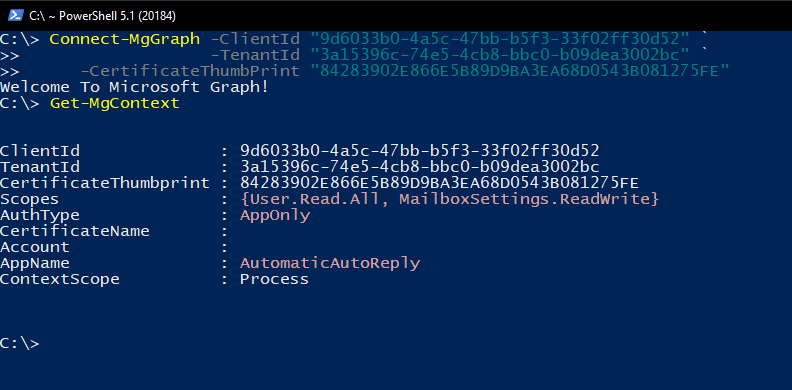 C:\ ~ PowerShell 5.1 (20184)
C:\> Connect-MgGraph -ClientId "9d6033b0-4a5c-47bb-b5f3-33f02ff30d52" `
>> -TenantId "3a15396c-74e5-4cb8-bbc0-b09dea3002bc" `
>> -CertificateThumbPrint "84283902E866E5B89D9BA3EA68D0543B081275FE"
Welcome To Microsoft Graph!
C:\> Get-MgContext
ClientId : 9d6033b0-4a5c-47bb-b5f3-33f02ff30d52
TenantId : 3a15396c-74e5-4cb8-bbc0-b09dea3002bc
CertificateThumbprint : 84283902E866E5B89D9BA3EA68D0543B081275FE
Scopes : {User.Read.All, MailboxSettings.ReadWrite}
AuthType : AppOnly
CertificateName :
Account :
AppName : AutomaticAutoReply
ContextScope : Process
C:\>